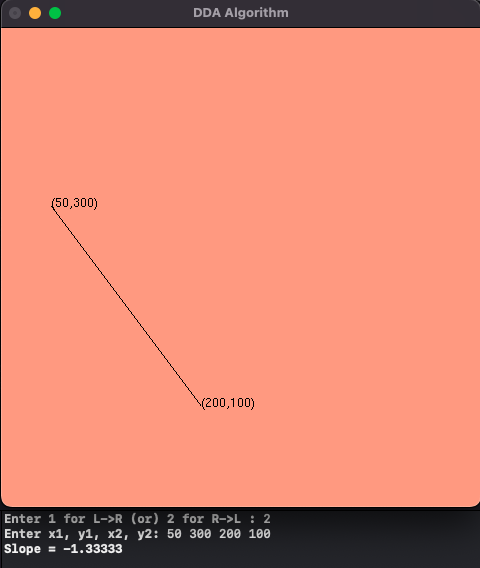 DDA Algorithm
(50,300)
(200,100)
Enter 1 for L->R (or) 2 for R->L : 2
Enter x1, y1, x2, y2: 50 300 200 100
Slope = -1.33333